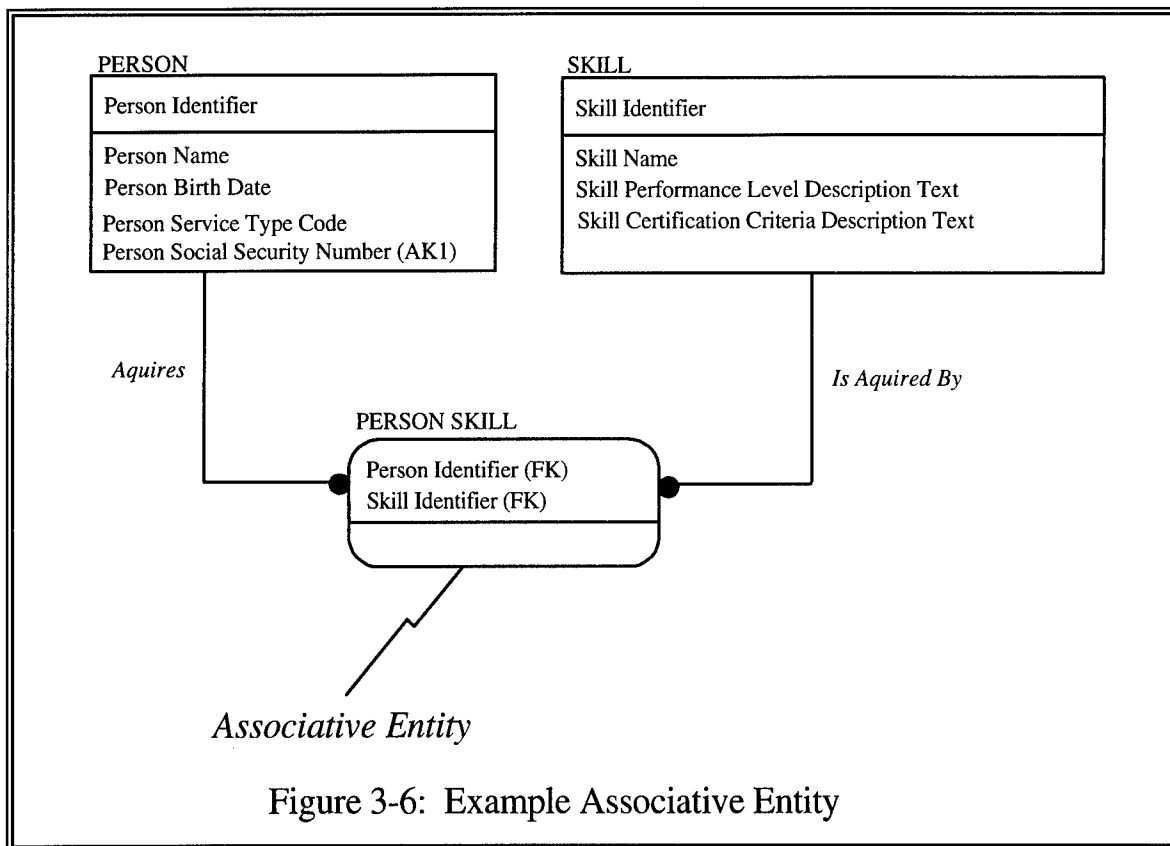 PERSON
Person Identifier
Person Name
Person Birth Date
Person Service Type Code
Person Social Security Number (AK1)
SKILL
Skill Identifier
Skill Name
Skill Performance Level Description Text
Skill Certification Criteria Description Text
Aquires
Is Aquired By
PERSON SKILL
Person Identifier (FK)
Skill Identifier (FK)
Associative Entity
Figure 3-6: Example Associative Entity